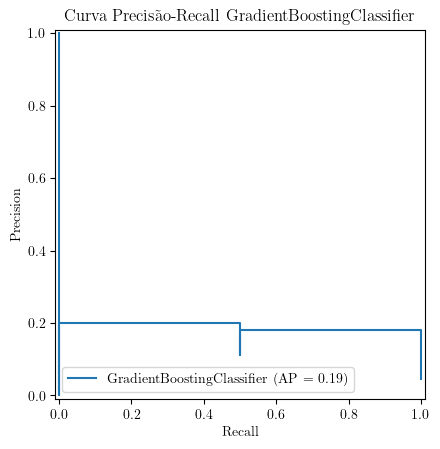 Curva Precisão-Recall GradientBoostingClassifier
1.0
0.8
0.6
0.4
0.2
0.0
Precision
GradientBoostingClassifier (AP = 0.19)
0.0 0.2 0.4 0.6 0.8 1.0
Recall